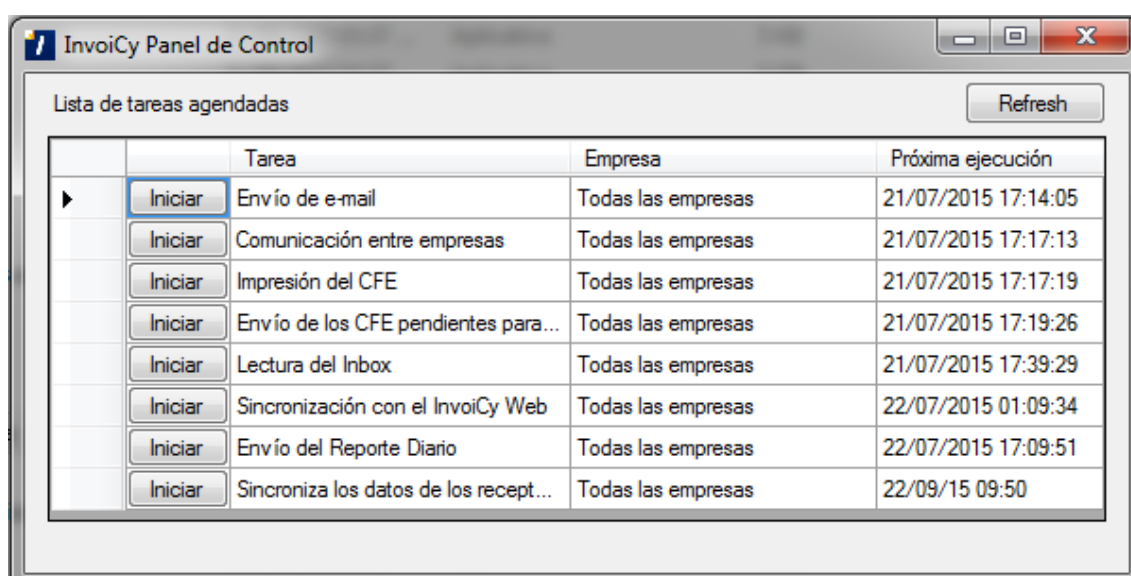 InvoiCy Panel de Control
Lista de tareas agendadas Refresh
Tarea Empresa Próxima ejecución
Iniciar Envío de e-mail Todas las empresas 21/07/2015 17:14:05
Iniciar Comunicación entre empresas Todas las empresas 21/07/2015 17:17:13
Iniciar Impresión del CFE Todas las empresas 21/07/2015 17:17:19
Iniciar Envío de los CFE pendientes para... Todas las empresas 21/07/2015 17:19:26
Iniciar Lectura del Inbox Todas las empresas 21/07/2015 17:39:29
Iniciar Sincronización con el InvoiCy Web Todas las empresas 22/07/2015 01:09:34
Iniciar Envío del Reporte Diario Todas las empresas 22/07/2015 17:09:51
Iniciar Sincroniza los datos de los recept... Todas las empresas 22/09/15 09:50